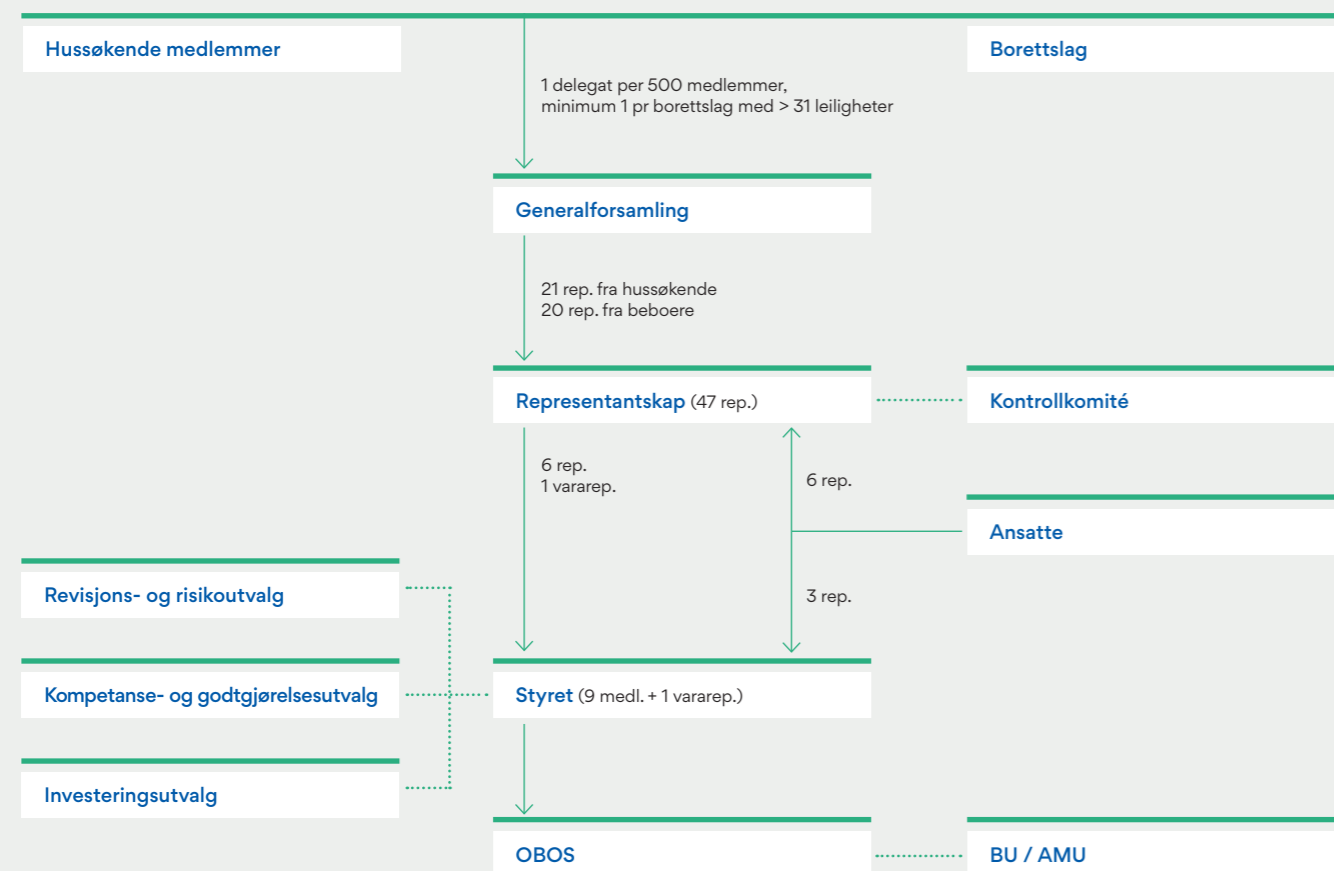 Hussøkende medlemmer
Borettslag
1 delegat per 500 medlemmer,
minimum 1 pr borettslag med > 31 leiligheter
Generalforsamling
21 rep. fra hussøkende
20 rep. fra beboere
Representantskap (47 rep.)
Kontrollkomité
6 rep.
1 vararep.
6 rep.
Ansatte
Revisjons- og risikoutvalg
3 rep.
Kompetanse- og godtgjørelsesutvalg
Styret (9 medl. + 1 vararep.)
Investeringsutvalg
OBOS
BU / AMU